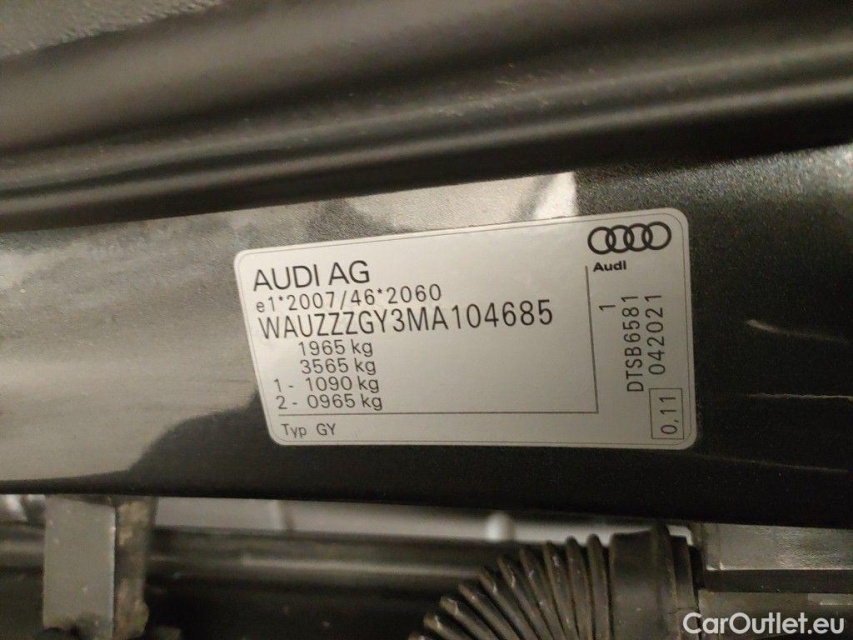 AUDI AG
e1*2007/46*2060
WAUZZZGY3MA104685
1965 kg
3565 kg
1 - 1090 kg
2 - 0965 kg
Typ GY
Audi
1
DTSB6581
042021
0,11
CarOutlet.eu